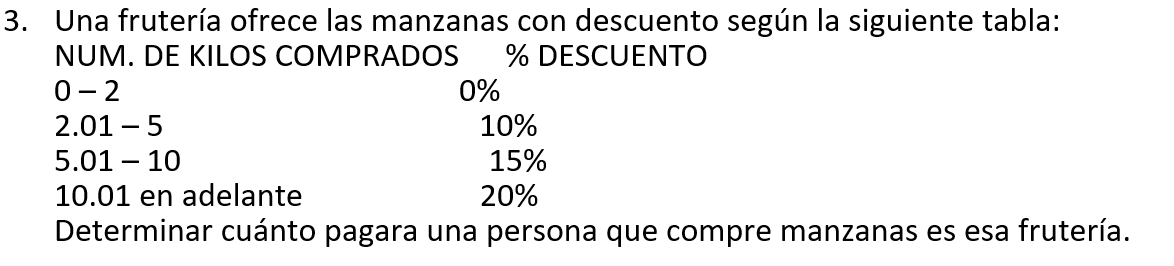 3. Una frutería ofrece las manzanas con descuento según la siguiente tabla:
NUM. DE KILOS COMPRADOS % DESCUENTO
0 – 2 0%
2.01 – 5 10%
5.01 – 10 15%
10.01 en adelante 20%
Determinar cuánto pagara una persona que compre manzanas es esa frutería.